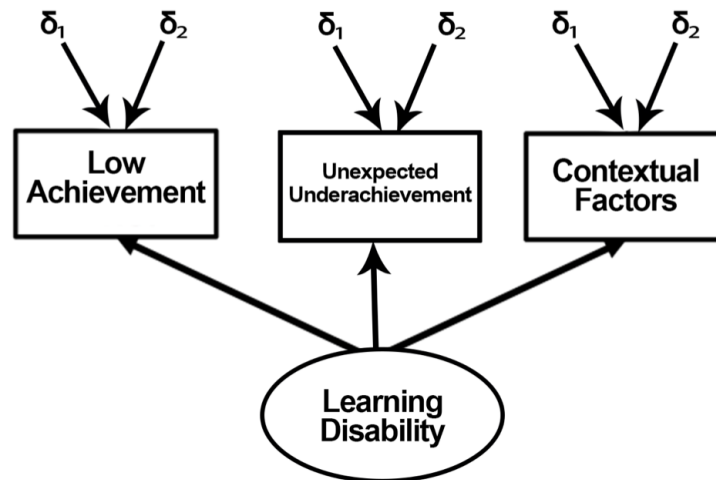 δ₁ δ₂ δ₁ δ₂ δ₁ δ₂
Low
Achievement
Unexpected
Underachievement
Contextual
Factors
Learning
Disability